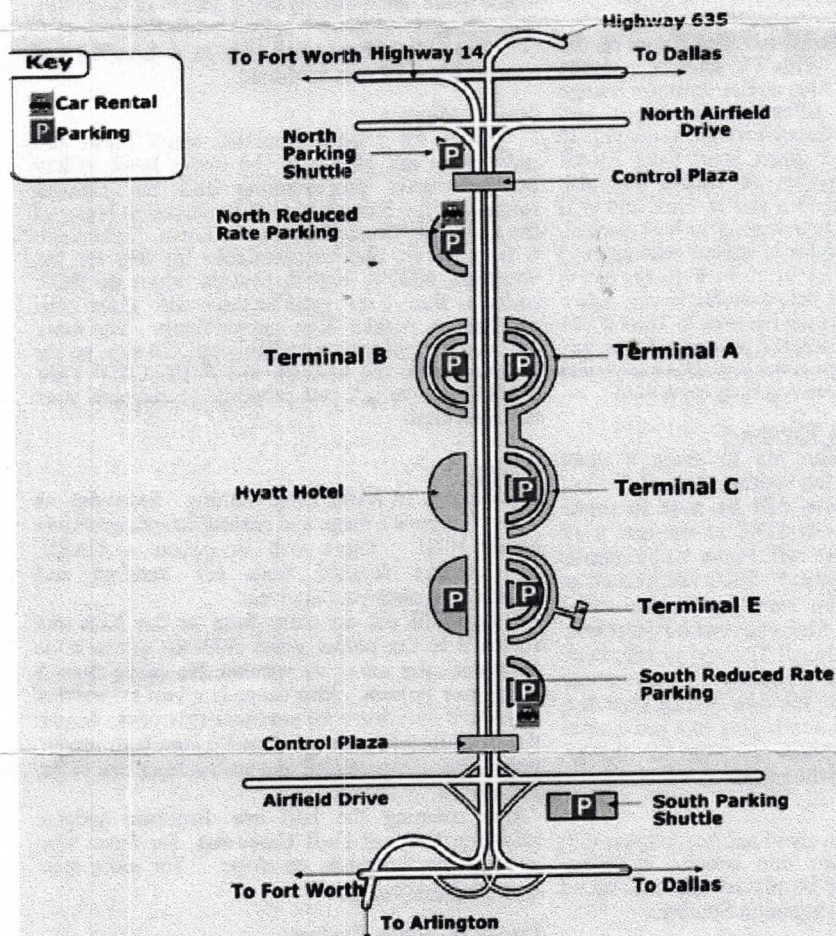 Highway 635
To Fort Worth Highway 14
To Dallas
Key
Car Rental
P Parking
North Airfield
Drive
North
Parking
Shuttle
P
Control Plaza
North Reduced
Rate Parking
P
Terminal B
P
P
Terminal A
Hyatt Hotel
P
Terminal C
P
P
Terminal E
P
South Reduced Rate
Parking
Control Plaza
Airfield Drive
P
South Parking
Shuttle
To Fort Worth
To Dallas
To Arlington